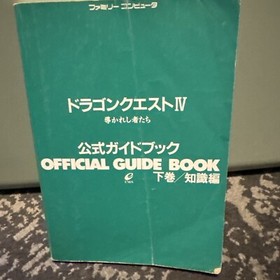 ファミリーコンピュータ
ドラゴンクエストIV
導かれし者たち
公式ガイドブック
OFFICIAL GUIDE BOOK
下巻/知識編